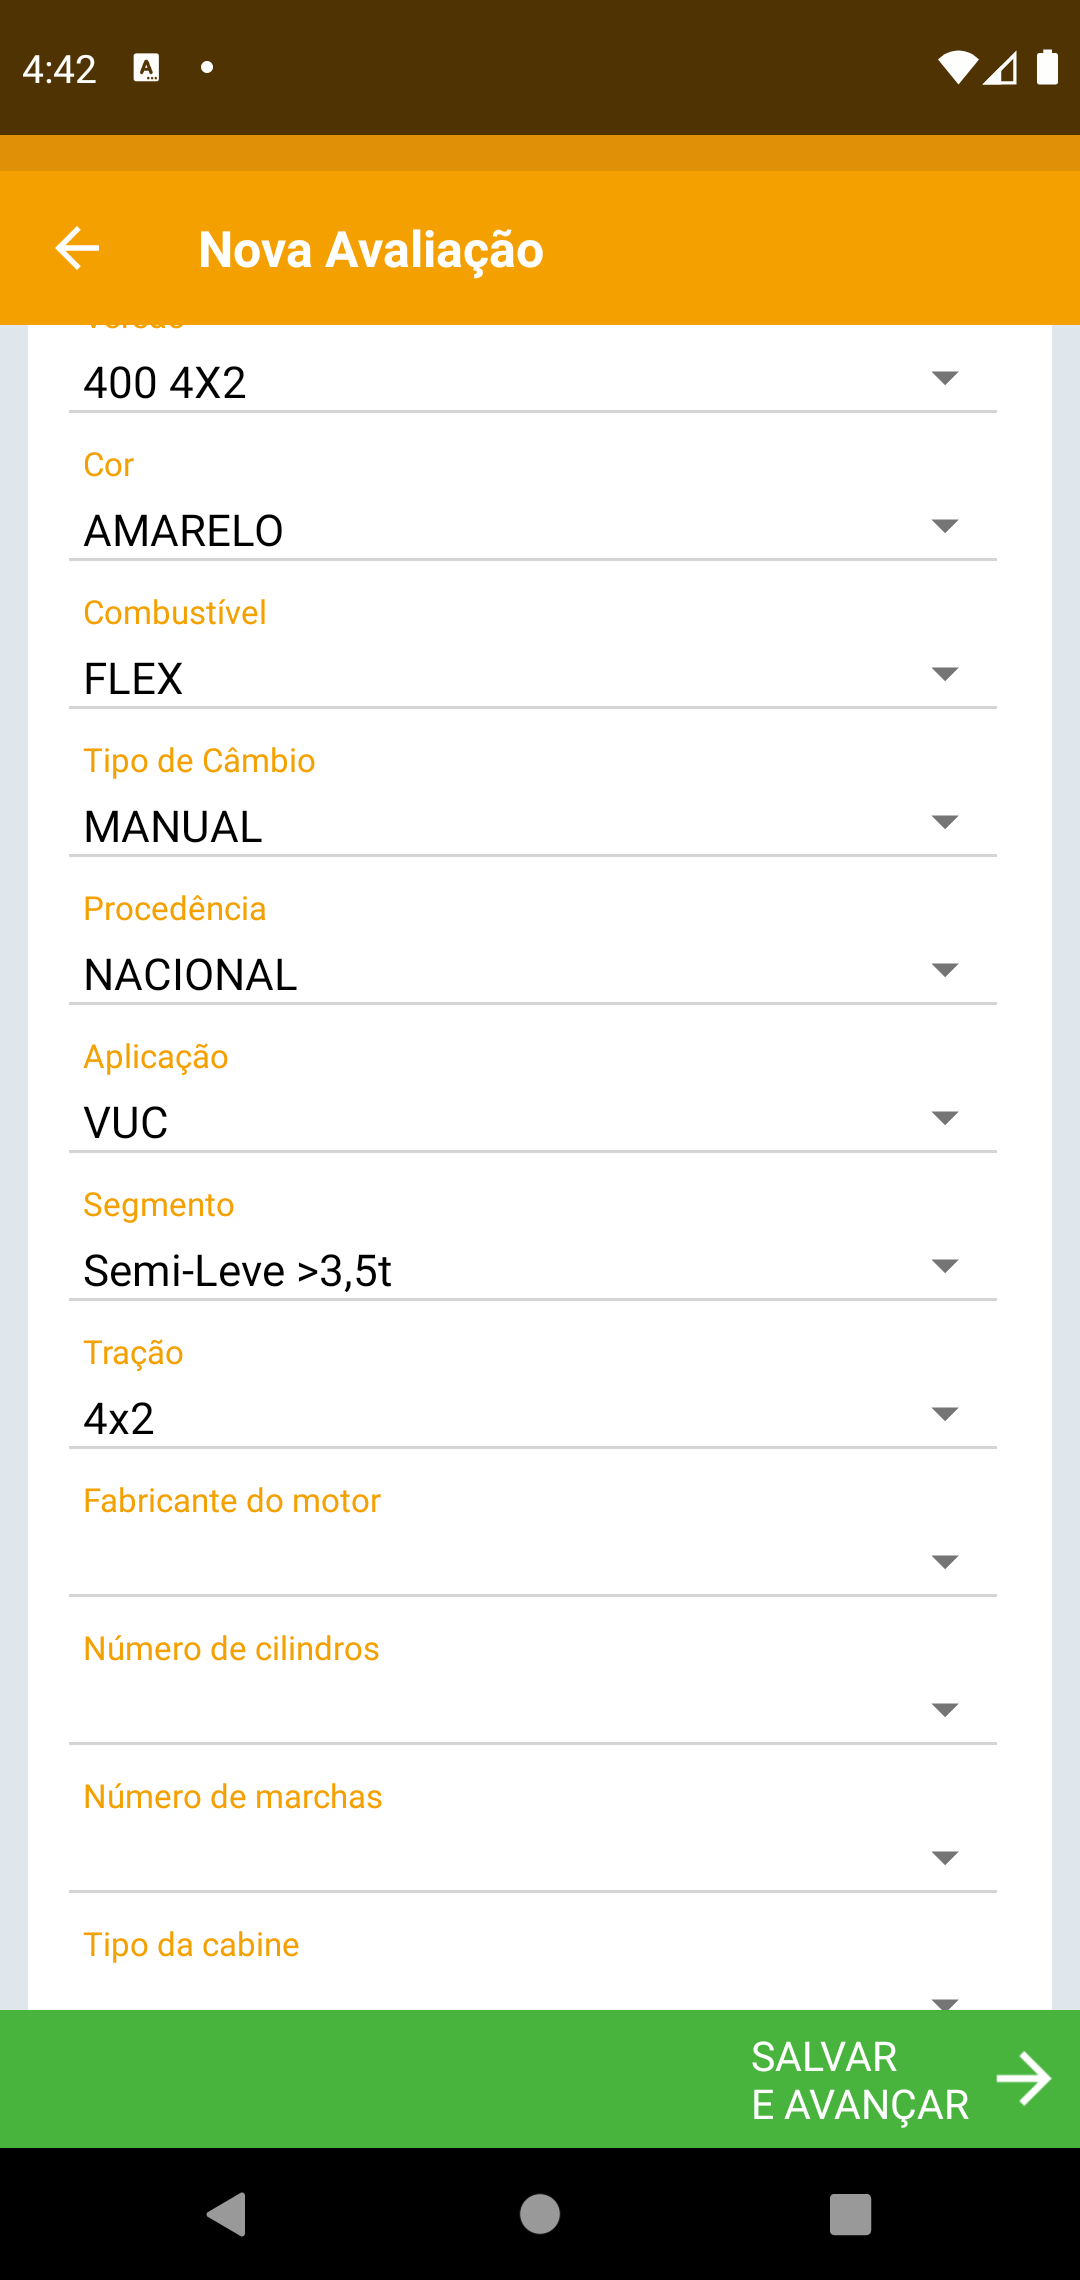 4:42
Nova Avaliação
400 4X2
Cor
AMARELO
Combustível
FLEX
Tipo de Câmbio
MANUAL
Procedência
NACIONAL
Aplicação
VUC
Segmento
Semi-Leve >3,5t
Tração
4x2
Fabricante do motor
Número de cilindros
Número de marchas
Tipo da cabine
SALVAR
E AVANÇAR